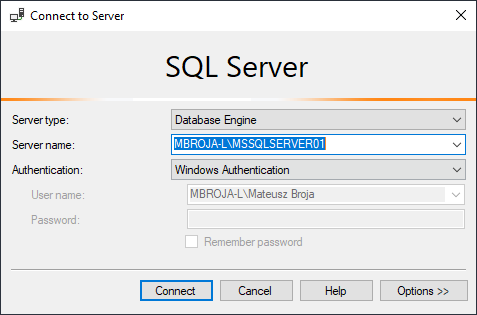 Connect to Server
SQL Server
Server type: Database Engine
Server name: MBROJA-L\MSSQLSERVER01
Authentication: Windows Authentication
User name: MBROJA-L\Mateusz Broja
Password:
Remember password
Connect Cancel Help Options >>